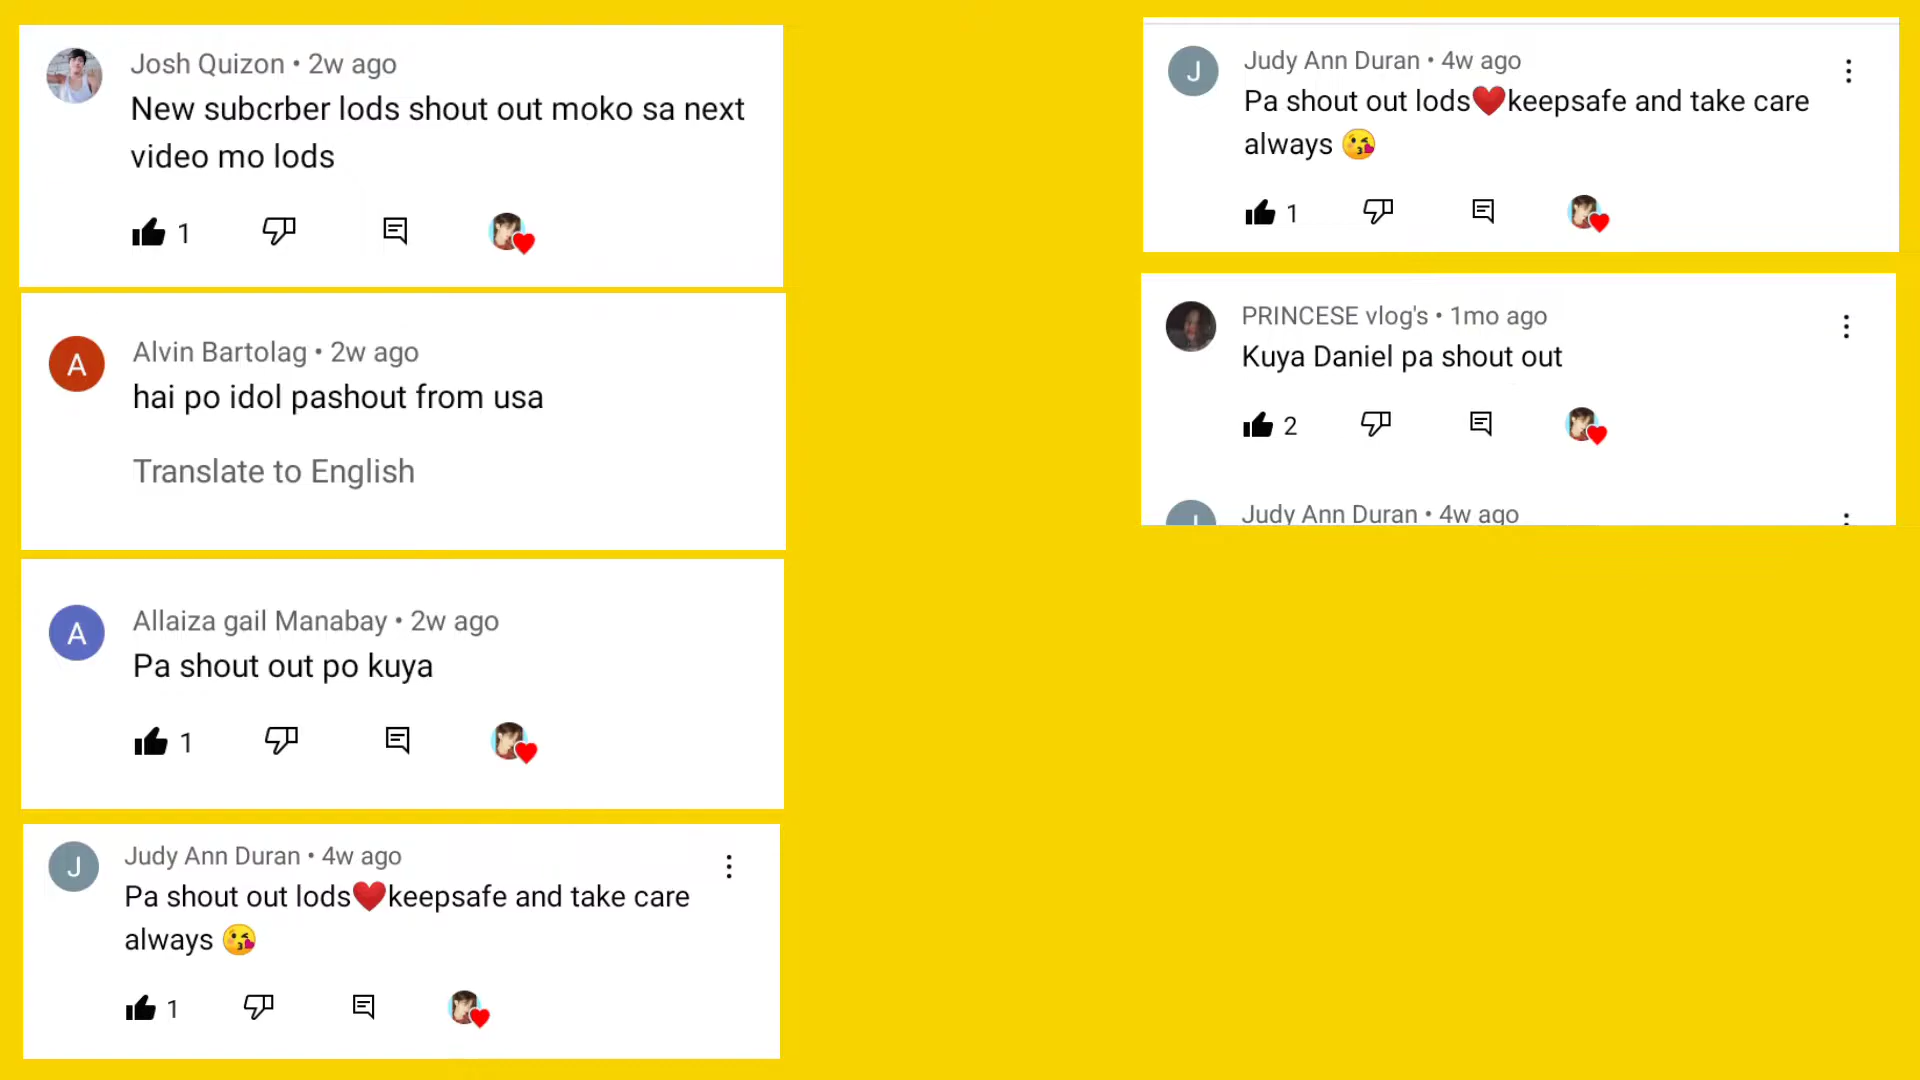 Josh Quizon • 2w ago
New subcrber lods shout out moko sa next
video mo lods
1
A
Alvin Bartolag • 2w ago
hai po idol pashout from usa
Translate to English
A
Allaiza gail Manabay • 2w ago
Pa shout out po kuya
1
J
Judy Ann Duran • 4w ago
Pa shout out lods❤️keepsafe and take care
always 😘
1
J
Judy Ann Duran • 4w ago
Pa shout out lods❤️keepsafe and take care
always 😘
1
PRINCESE vlog's • 1mo ago
Kuya Daniel pa shout out
2
J
Judy Ann Duran • 4w ago